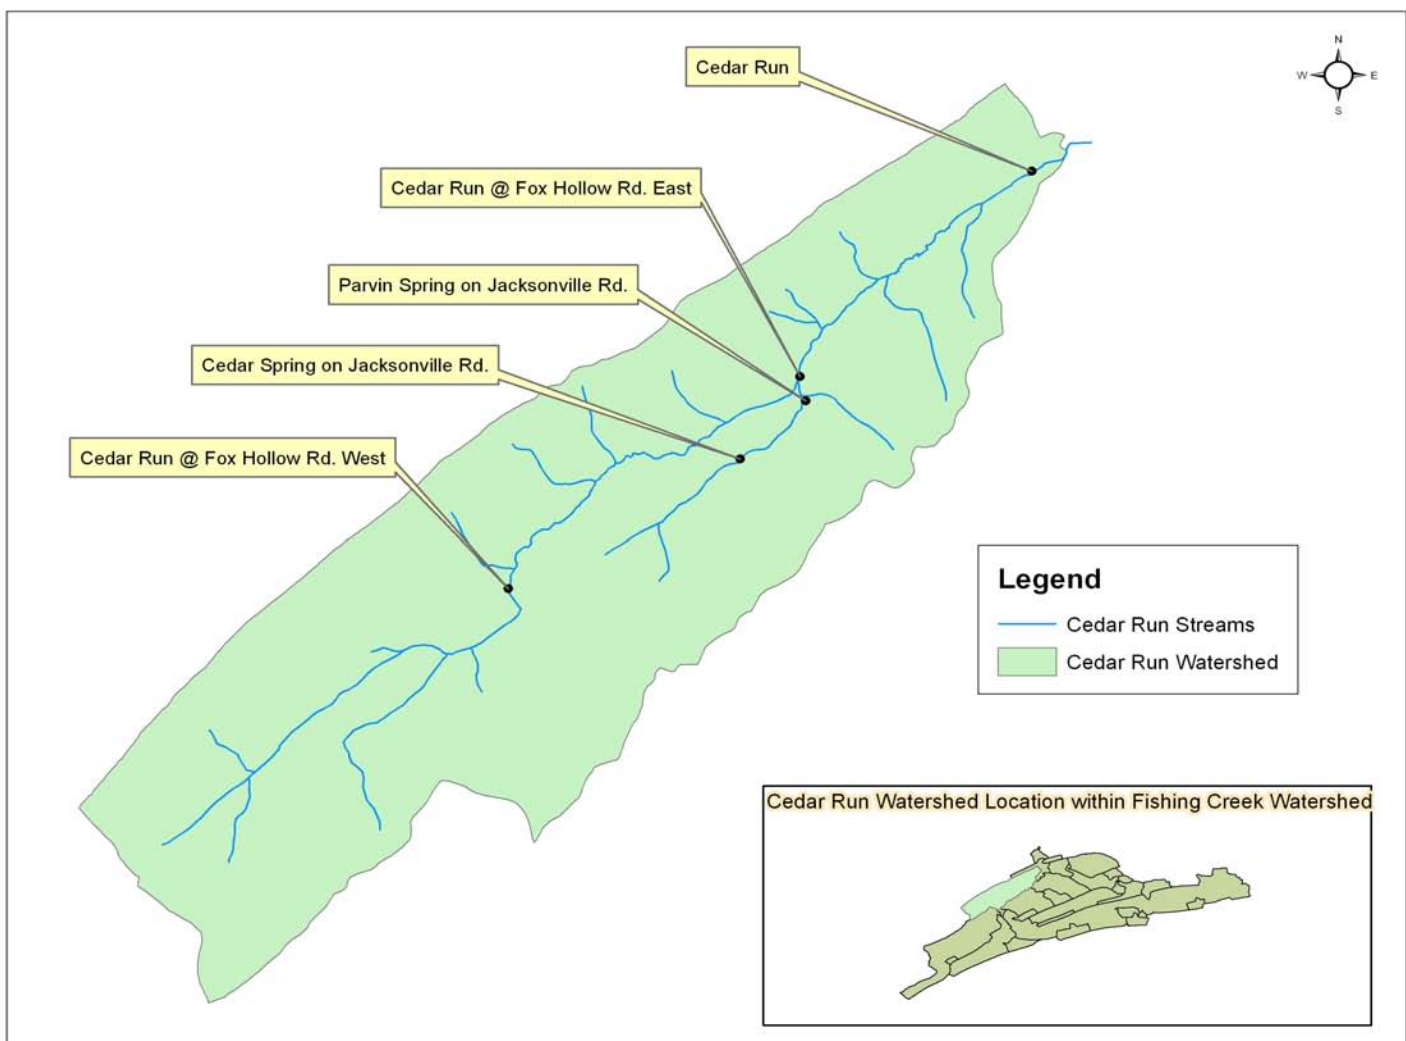 N
W E
S
Cedar Run
Cedar Run @ Fox Hollow Rd. East
Parvin Spring on Jacksonville Rd.
Cedar Spring on Jacksonville Rd.
Cedar Run @ Fox Hollow Rd. West
Legend
Cedar Run Streams
Cedar Run Watershed
Cedar Run Watershed Location within Fishing Creek Watershed